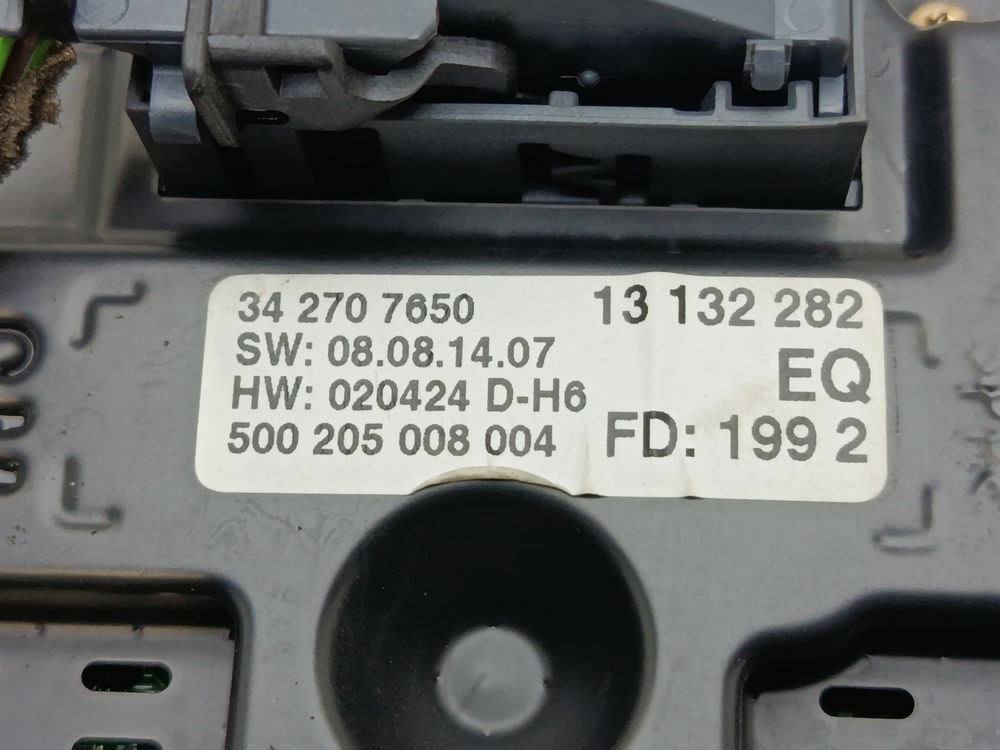 34 270 7650 13 132 282
SW: 08.08.14.07
EQ
HW: 020424 D-H6
500 205 008 004 FD: 199 2